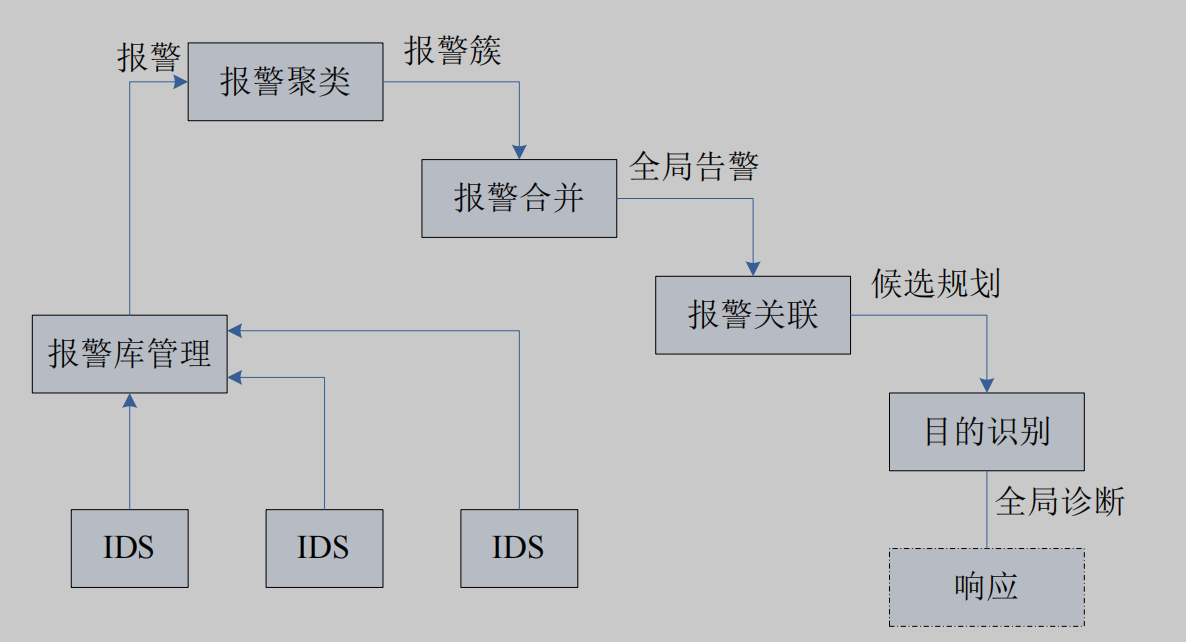 报警
报警聚类
报警簇
报警合并
全局告警
报警关联
候选规划
报警库管理
目的识别
全局诊断
IDS
IDS
IDS
响应